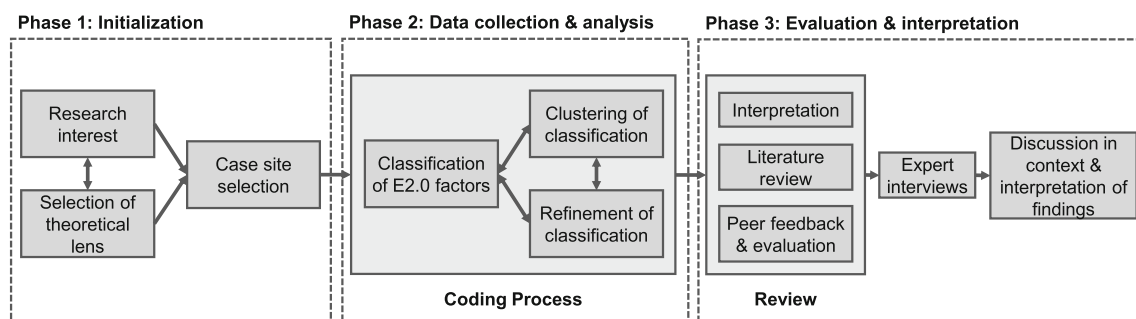 Phase 1: Initialization
Research
interest
Selection of
theoretical
lens
Case site
selection
Phase 2: Data collection & analysis
Classification
of E2.0 factors
Clustering of
classification
Refinement of
classification
Coding Process
Phase 3: Evaluation & interpretation
Interpretation
Literature
review
Peer feedback
& evaluation
Review
Expert
interviews
Discussion in
context &
interpretation of
findings